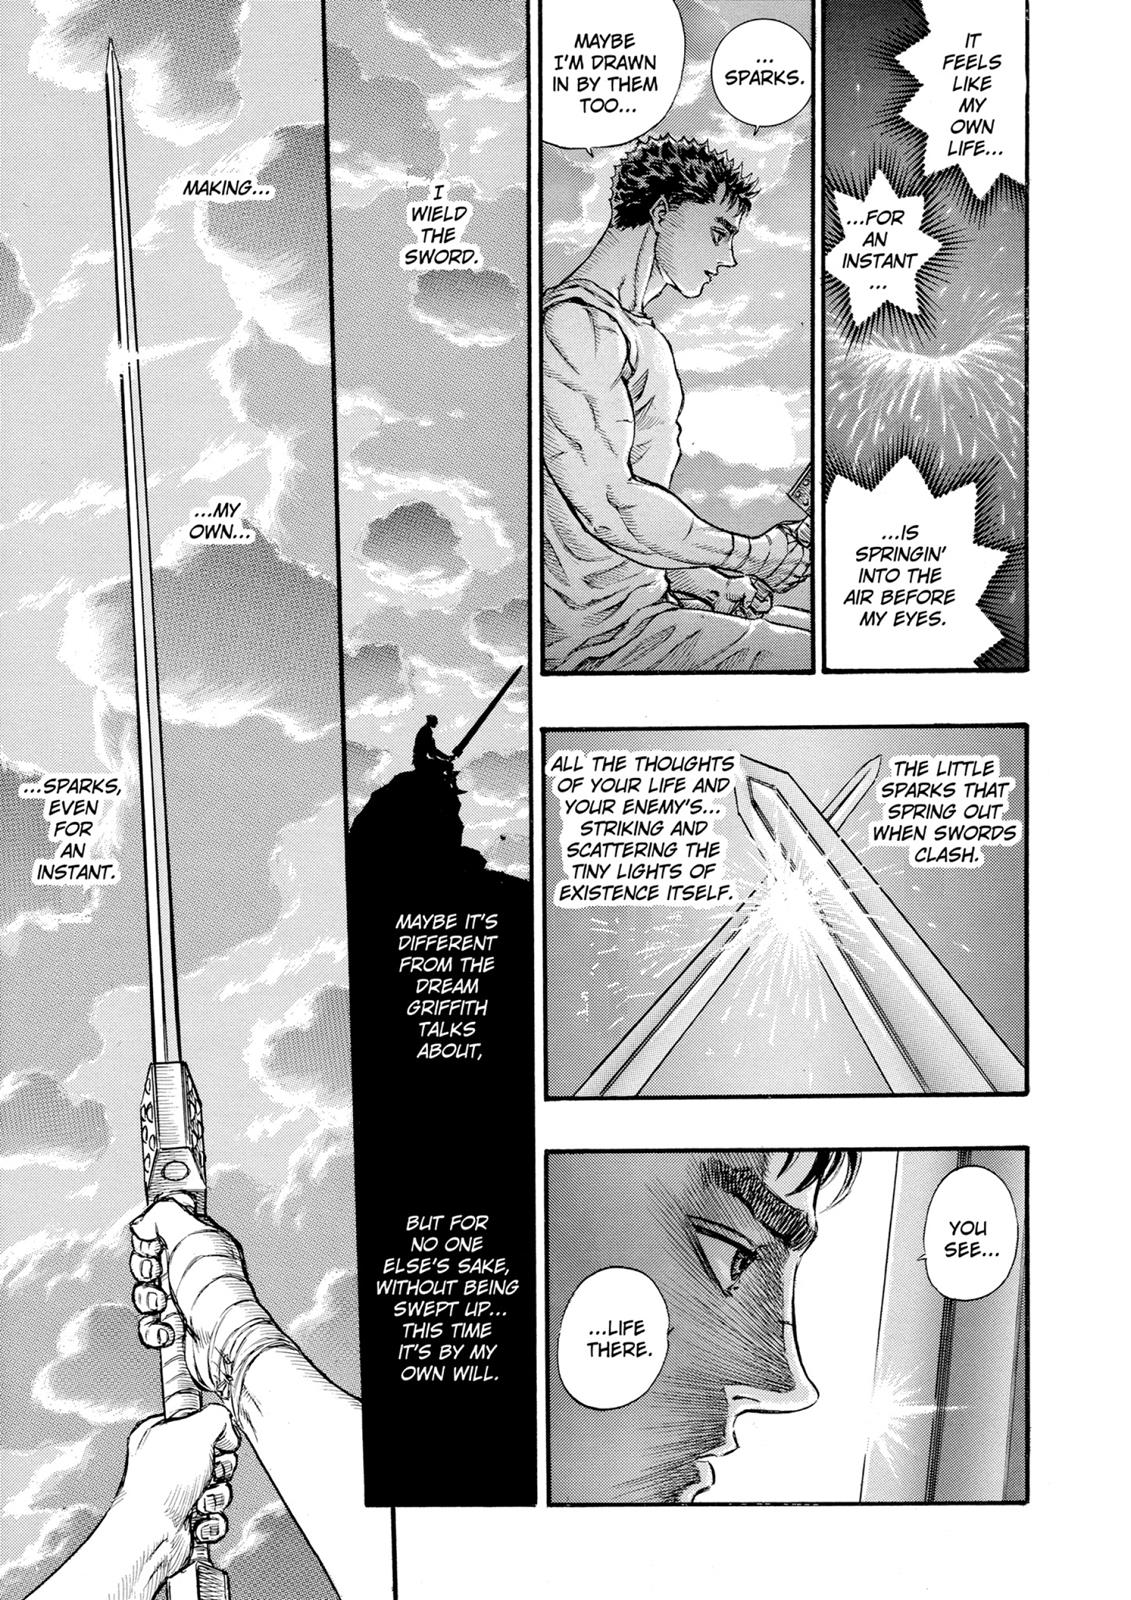 IT
FEELS
LIKE
MY
OWN
LIFE...
...FOR
AN
INSTANT
...
...IS
SPRINGIN'
INTO THE
AIR BEFORE
MY EYES.
...
SPARKS.
MAYBE
I'M DRAWN
IN BY THEM
TOO...
THE LITTLE
SPARKS THAT
SPRING OUT
WHEN SWORDS
CLASH.
ALL THE THOUGHTS
OF YOUR LIFE AND
YOUR ENEMY'S...
STRIKING AND
SCATTERING THE
TINY LIGHTS OF
EXISTENCE ITSELF.
YOU
SEE...
...LIFE
THERE.
I
WIELD
THE
SWORD.
MAYBE IT'S
DIFFERENT
FROM THE
DREAM
GRIFFITH
TALKS
ABOUT,
BUT FOR
NO ONE
ELSE'S SAKE,
WITHOUT BEING
SWEPT UP...
THIS TIME
IT'S BY MY
OWN WILL.
MAKING...
...MY
OWN...
...SPARKS,
EVEN
FOR
AN
INSTANT.